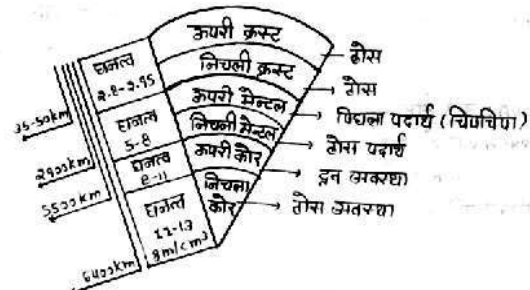 ऊपरी क्रस्ट
निचली क्रस्ट
ऊपरी मेन्टल
निचली मेन्टल
ऊपरी कोर
निचला
कोर
ठोस
ठोस
पिघला पदार्थ (चिपचिपा)
ठोस पदार्थ
द्रव अवस्था
ठोस अवस्था
घनत्व
2.8-2.95
घनत्व
5-8
घनत्व
8-11
घनत्व
12-13
gm/cm³
35-50km
2900km
5500km
6400km